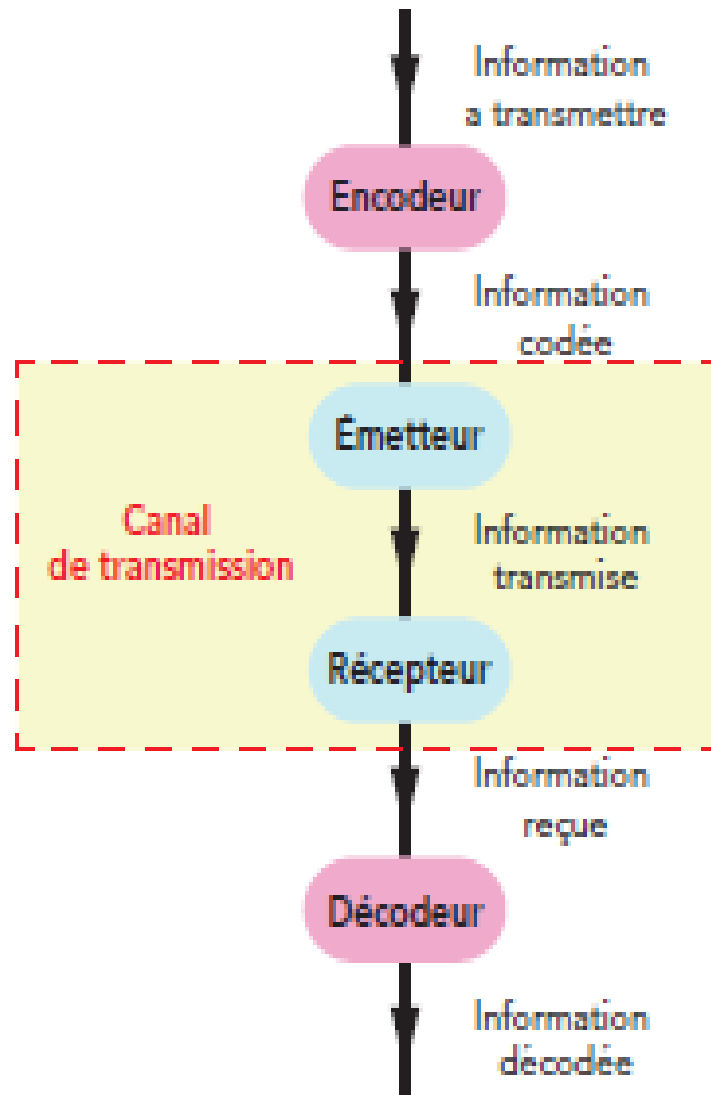 Information
a transmettre
Encodeur
Information
codée
Émetteur
Canal
de transmission
Information
transmise
Récepteur
Information
reçue
Décodeur
Information
décodée